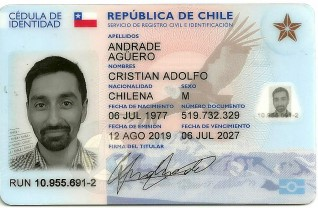 CÉDULA DE
IDENTIDAD
REPÚBLICA DE CHILE
SERVICIO DE REGISTRO CIVIL E IDENTIFICACIÓN
APELLIDOS
ANDRADE
AGÜERO
NOMBRES
CRISTIAN ADOLFO
NACIONALIDAD SEXO
CHILENA M
FECHA DE NACIMIENTO NÚMERO DOCUMENTO
06 JUL 1977 519.732.329
FECHA DE EMISIÓN FECHA DE VENCIMIENTO
12 AGO 2019 06 JUL 2027
FIRMA DEL TITULAR
RUN 10.955.691-2